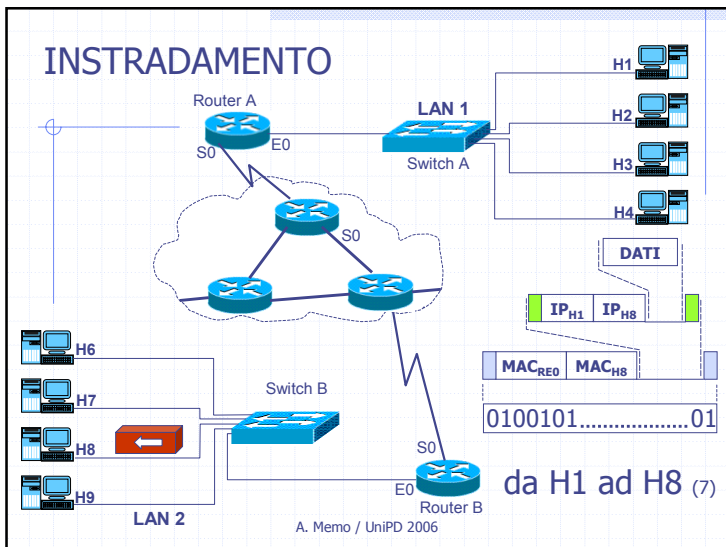 INSTRADAMENTO
H1
Router A
LAN 1
H2
E0
S0
Switch A
H3
H4
S0
DATI
IPH1 IPH8
H6
MACRE0 MACH8
Switch B
H7
0100101..................01
H8
S0
H9
E0
da H1 ad H8 (7)
Router B
LAN 2
A. Memo / UniPD 2006